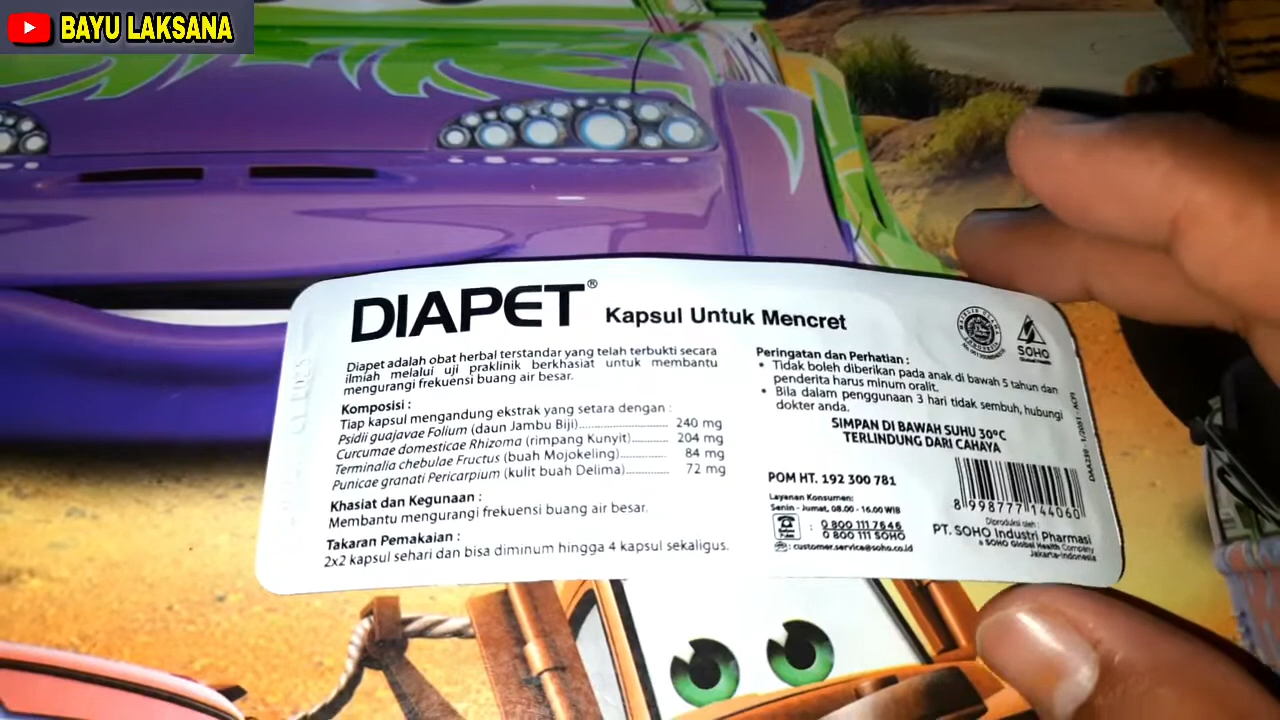 BAYU LAKSANA
DIAPET®
Kapsul Untuk Mencret
Diapet adalah obat herbal terstandar yang telah terbukti secara
ilmiah melalui uji praklinik berkhasiat untuk membantu
mengurangi frekuensi buang air besar.
Komposisi :
Tiap kapsul mengandung ekstrak yang setara dengan :
Psidii guajavae Folium (daun Jambu Biji)........................ 240 mg
Curcumae domesticae Rhizoma (rimpang Kunyit)............ 204 mg
Terminalia chebulae Fructus (buah Mojokeling)............. 84 mg
Punicae granati Pericarpium (kulit buah Delima)............ 72 mg
Khasiat dan Kegunaan :
Membantu mengurangi frekuensi buang air besar.
Takaran Pemakaian :
2x2 kapsul sehari dan bisa diminum hingga 4 kapsul sekaligus.
SOHO
Global Health
Peringatan dan Perhatian :
• Tidak boleh diberikan pada anak di bawah 5 tahun dan
penderita harus minum oralit.
• Bila dalam penggunaan 3 hari tidak sembuh, hubungi
dokter anda.
SIMPAN DI BAWAH SUHU 30°C
TERLINDUNG DARI CAHAYA
POM HT. 192 300 781
Layanan Konsumen:
Senin - Jumat, 08.00 - 16.00 WIB
: 0 800 111 7646
0 800 111 SOHO
: customer.service@soho.co.id
8 998777 144060
Diproduksi oleh :
PT. SOHO Industri Pharmasi
a SOHO Global Health Company
Jakarta-Indonesia